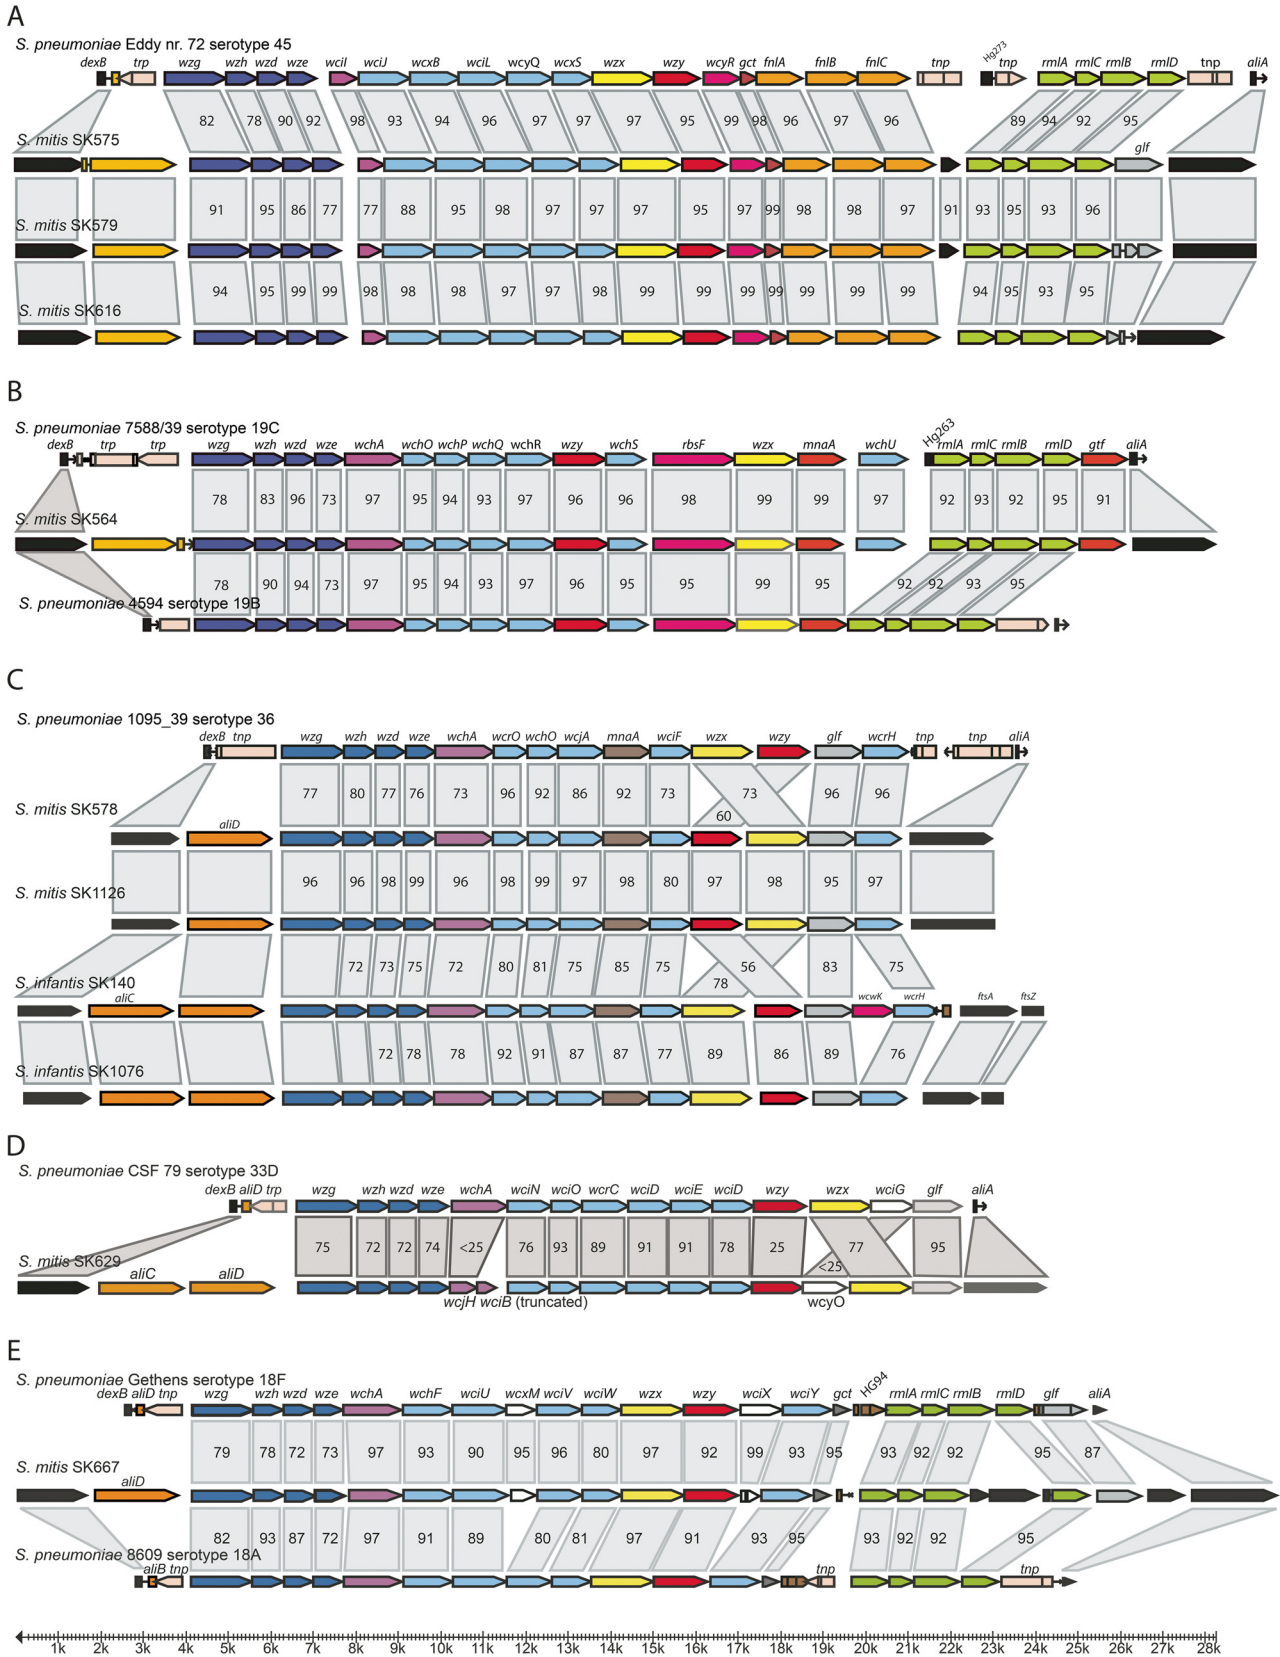 A
S. pneumoniae Eddy nr. 72 serotype 45
dexB trp wzg wzh wzd wze wciI wciJ wcxB wciL wcyQ wcxS wzx wzy wcyR gct fnlA fnlB fnlC tnp Hg273 tnp rmlA rmlC rmlB rmlD tnp aliA
82 78 90 92 98 93 94 96 97 97 97 95 99 98 96 97 96 89 94 92 95
S. mitis SK575
glf
91 95 86 77 77 88 95 98 97 97 97 95 97 99 98 98 97 91 93 95 93 96
S. mitis SK579
94 95 99 99 98 98 98 97 97 98 99 99 99 99 99 99 99 94 95 93 95
S. mitis SK616
B
S. pneumoniae 7588/39 serotype 19C
dexB trp trp wzg wzh wzd wze wchA wchO wchP wchQ wchR wzy wchS rbsF wzx mnaA wchU Hg263 rmlA rmlC rmlB rmlD gtf aliA
78 83 96 73 97 95 94 93 97 96 96 98 99 99 97 92 93 92 95 91
S. mitis SK564
78 90 94 73 97 95 94 93 97 96 95 95 99 95 92 92 93 95
S. pneumoniae 4594 serotype 19B
C
S. pneumoniae 1095_39 serotype 36
dexB tnp wzg wzh wzd wze wchA wcrO wchO wcjA mnaA wciF wzx wzy glf wcrH tnp tnp aliA
77 80 77 76 73 96 92 86 92 73 60 73 96 96
S. mitis SK578
aliD
96 96 98 99 96 98 99 97 98 80 97 98 95 97
S. mitis SK1126
72 73 75 72 80 81 75 85 75 78 56 83 75
S. infantis SK140
aliC wcwK wcrH ftsA ftsZ
72 78 78 92 91 87 87 77 89 86 89 76
S. infantis SK1076
D
S. pneumoniae CSF 79 serotype 33D
dexB aliD trp wzg wzh wzd wze wchA wciN wciO wcrC wciD wciE wciD wzy wzx wciG glf aliA
75 72 72 74 <25 76 93 89 91 91 78 25 <25 77 95
S. mitis SK629
aliC aliD
wcjH wciB (truncated) wcyO
E
S. pneumoniae Gethens serotype 18F
dexB aliD tnp wzg wzh wzd wze wchA wchF wciU wcxM wciV wciW wzx wzy wciX wciY gct HG94 rmlA rmlC rmlB rmlD glf aliA
79 78 72 73 97 93 90 95 96 80 97 92 99 93 95 93 92 92 95 87
S. mitis SK667
aliD
82 93 87 72 97 91 89 80 81 97 91 93 95 93 92 92 95
S. pneumoniae 8609 serotype 18A
aliB tnp tnp tnp
1k 2k 3k 4k 5k 6k 7k 8k 9k 10k 11k 12k 13k 14k 15k 16k 17k 18k 19k 20k 21k 22k 23k 24k 25k 26k 27k 28k